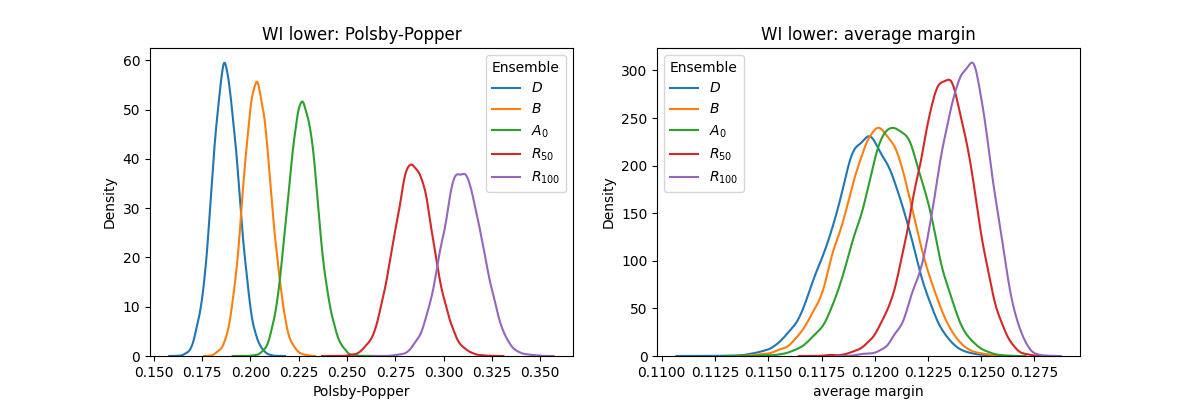 WI lower: Polsby-Popper
60
50
40
30
20
10
0
Density
0.150 0.175 0.200 0.225 0.250 0.275 0.300 0.325 0.350
Polsby-Popper
Ensemble
D
B
A0
R50
R100
WI lower: average margin
300
250
200
150
100
50
0
Density
0.1100 0.1125 0.1150 0.1175 0.1200 0.1225 0.1250 0.1275
average margin
Ensemble
D
B
A0
R50
R100